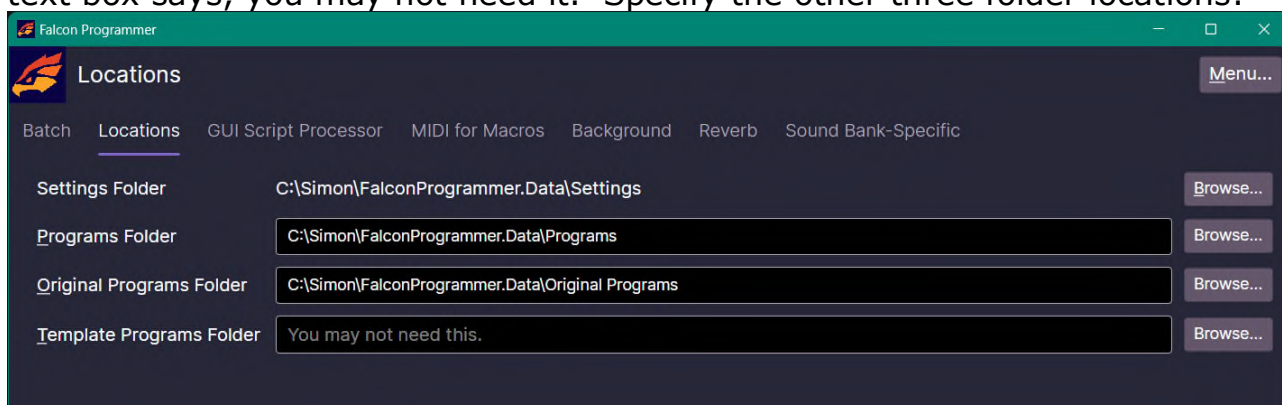 text box says, you may not need it. Specify the other three folder locations.
Falcon Programmer
Locations
Menu...
Batch Locations GUI Script Processor MIDI for Macros Background Reverb Sound Bank-Specific
Settings Folder C:\Simon\FalconProgrammer.Data\Settings Browse...
Programs Folder C:\Simon\FalconProgrammer.Data\Programs Browse...
Original Programs Folder C:\Simon\FalconProgrammer.Data\Original Programs Browse...
Template Programs Folder You may not need this. Browse...